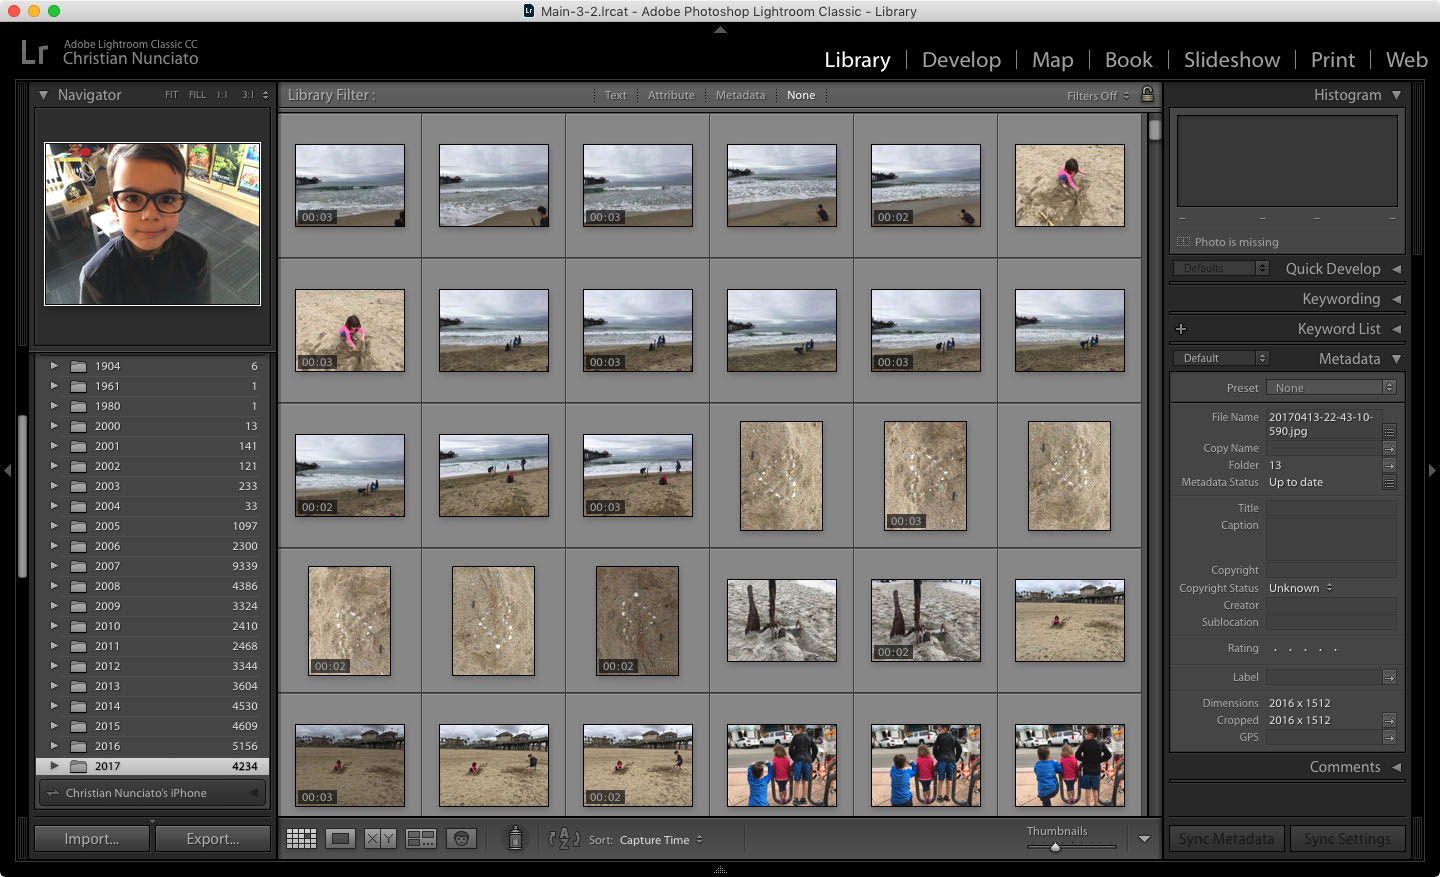 Main-3-2.lrcat - Adobe Photoshop Lightroom Classic - Library
Lr
Adobe Lightroom Classic CC
Christian Nunciato
Library
Develop
Map
Book
Slideshow
Print
Web
Navigator
FIT
FILL
1:1
3:1
1904 6
1961 1
1980 1
2000 13
2001 141
2002 121
2003 233
2004 33
2005 1097
2006 2300
2007 9339
2008 4386
2009 3324
2010 2410
2011 2468
2012 3344
2013 3604
2014 4530
2015 4609
2016 5156
2017 4234
Christian Nunciato's iPhone
Import...
Export...
Library Filter :
Text
Attribute
Metadata
None
Filters Off
00:03
00:03
00:02
00:03
00:03
00:03
00:02
00:03
00:03
00:02
00:02
00:02
00:03
00:02
XY
Sort: Capture Time
Thumbnails
Histogram
Photo is missing
Defaults
Quick Develop
Keywording
Keyword List
Default
Metadata
Preset None
File Name 20170413-22-43-10-
590.jpg
Copy Name
Folder 13
Metadata Status Up to date
Title
Caption
Copyright
Copyright Status Unknown
Creator
Sublocation
Rating
Label
Dimensions 2016 x 1512
Cropped 2016 x 1512
GPS
Comments
Sync Metadata
Sync Settings